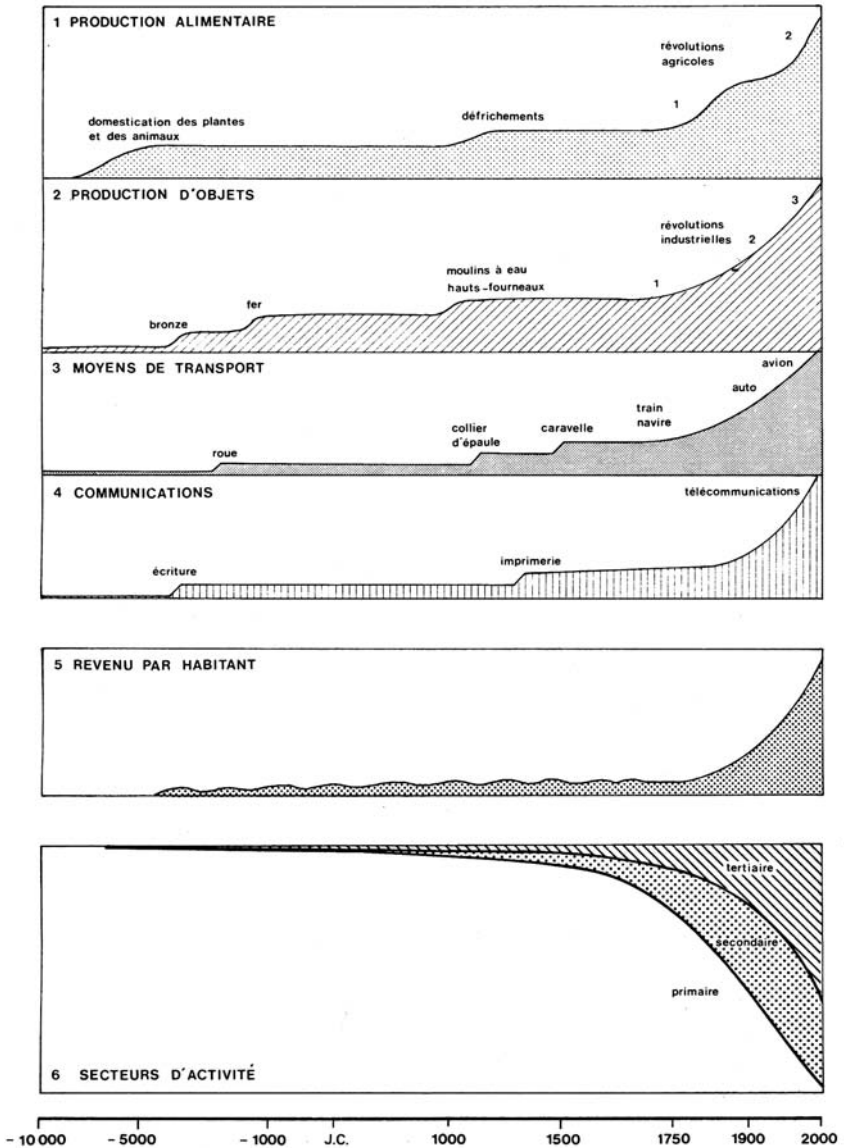 1 PRODUCTION ALIMENTAIRE
2
révolutions
agricoles
1
défrichements
domestication des plantes
et des animaux
2 PRODUCTION D'OBJETS
3
révolutions
industrielles
2
moulins à eau
hauts-fourneaux
1
fer
bronze
3 MOYENS DE TRANSPORT
avion
auto
train
navire
collier
d'épaule
caravelle
roue
4 COMMUNICATIONS
télécommunications
imprimerie
écriture
5 REVENU PAR HABITANT
tertiaire
secondaire
primaire
6 SECTEURS D'ACTIVITÉ
- 10 000 - 5000 - 1000 J.C. 1000 1500 1750 1900 2000